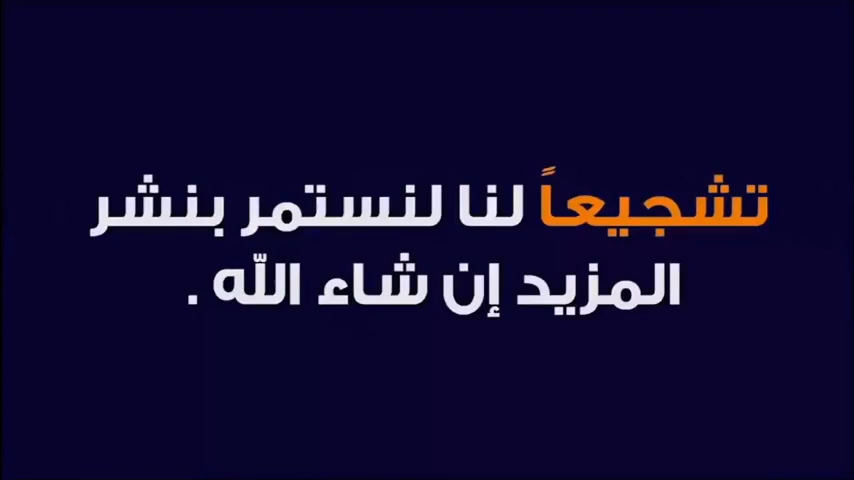 تشجيعاً لنا لنستمر بنشر
المزيد إن شاء الله .